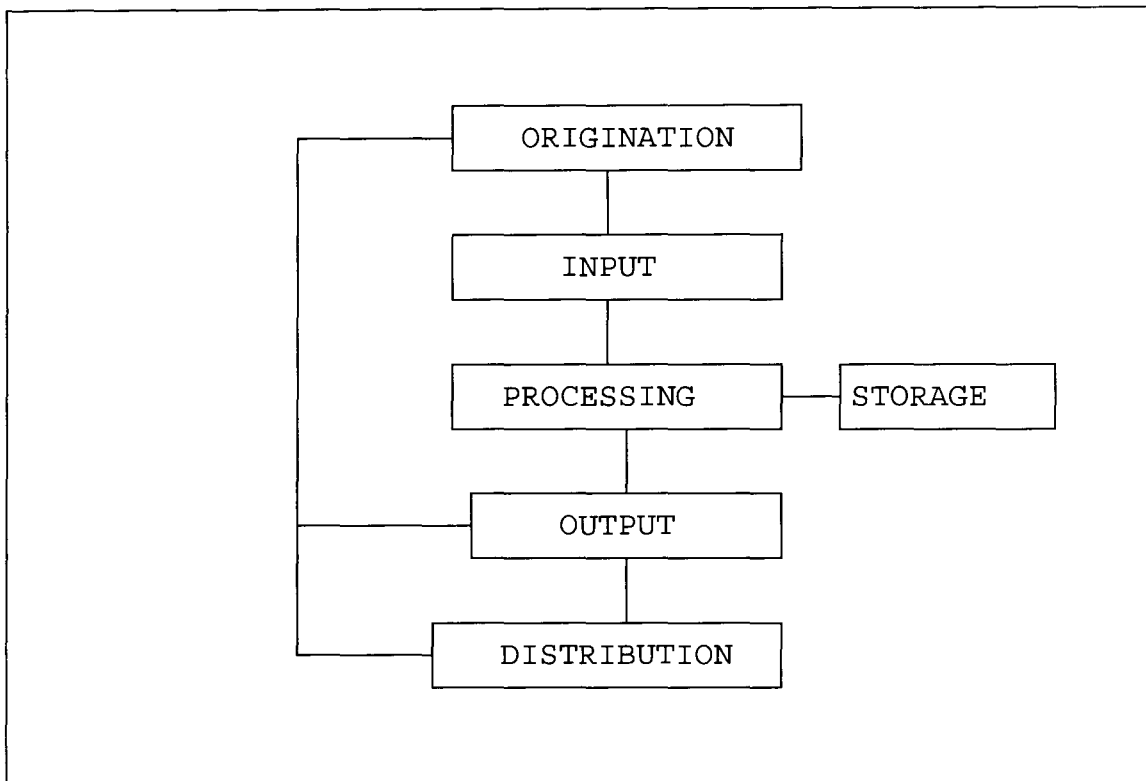 ORIGINATION
INPUT
PROCESSING
STORAGE
OUTPUT
DISTRIBUTION